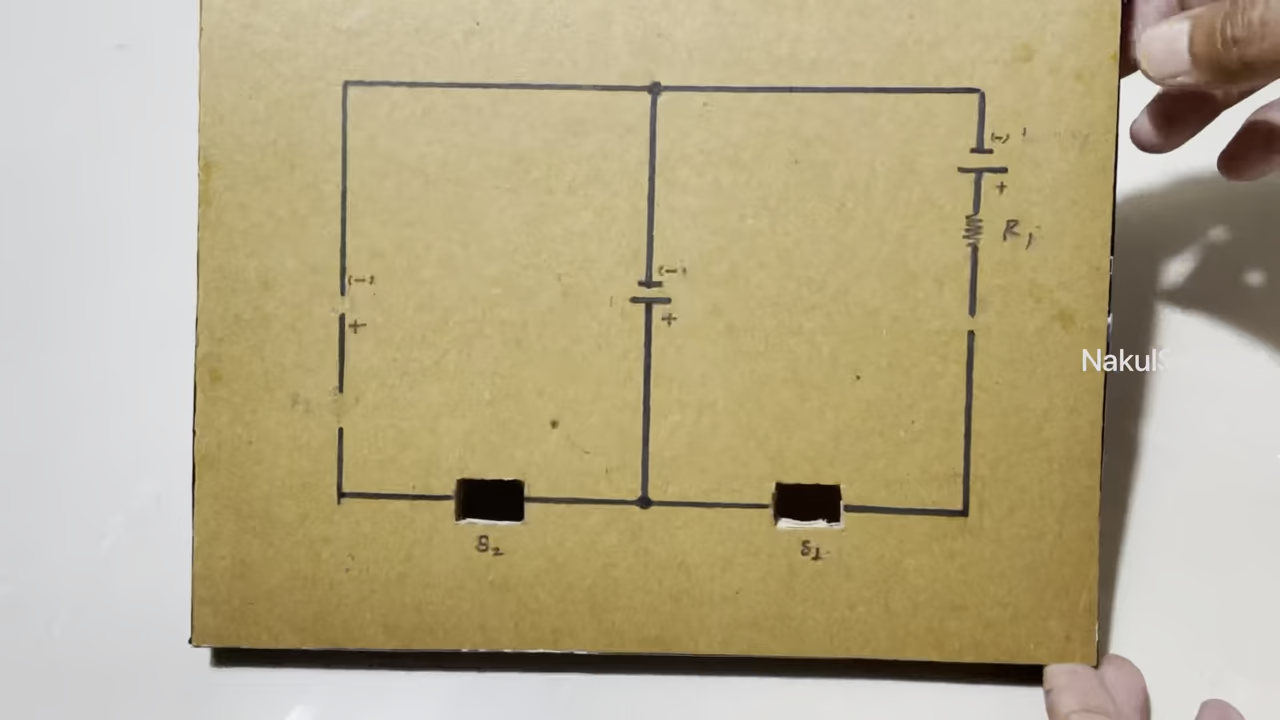 (-)
+
R1
(-)
(-)
+
+
NakulS
S2
S1